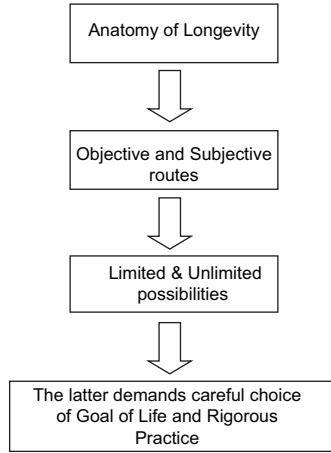 Anatomy of Longevity
Objective and Subjective
routes
Limited & Unlimited
possibilities
The latter demands careful choice
of Goal of Life and Rigorous
Practice